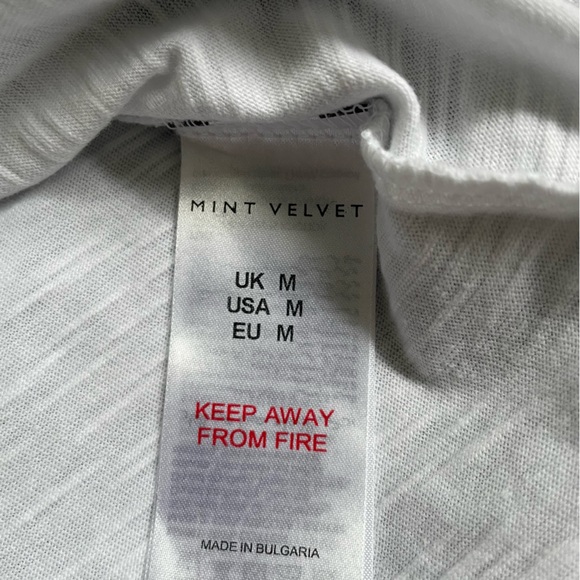 MINT VELVET
UK M
USA M
EU M
KEEP AWAY
FROM FIRE
MADE IN BULGARIA